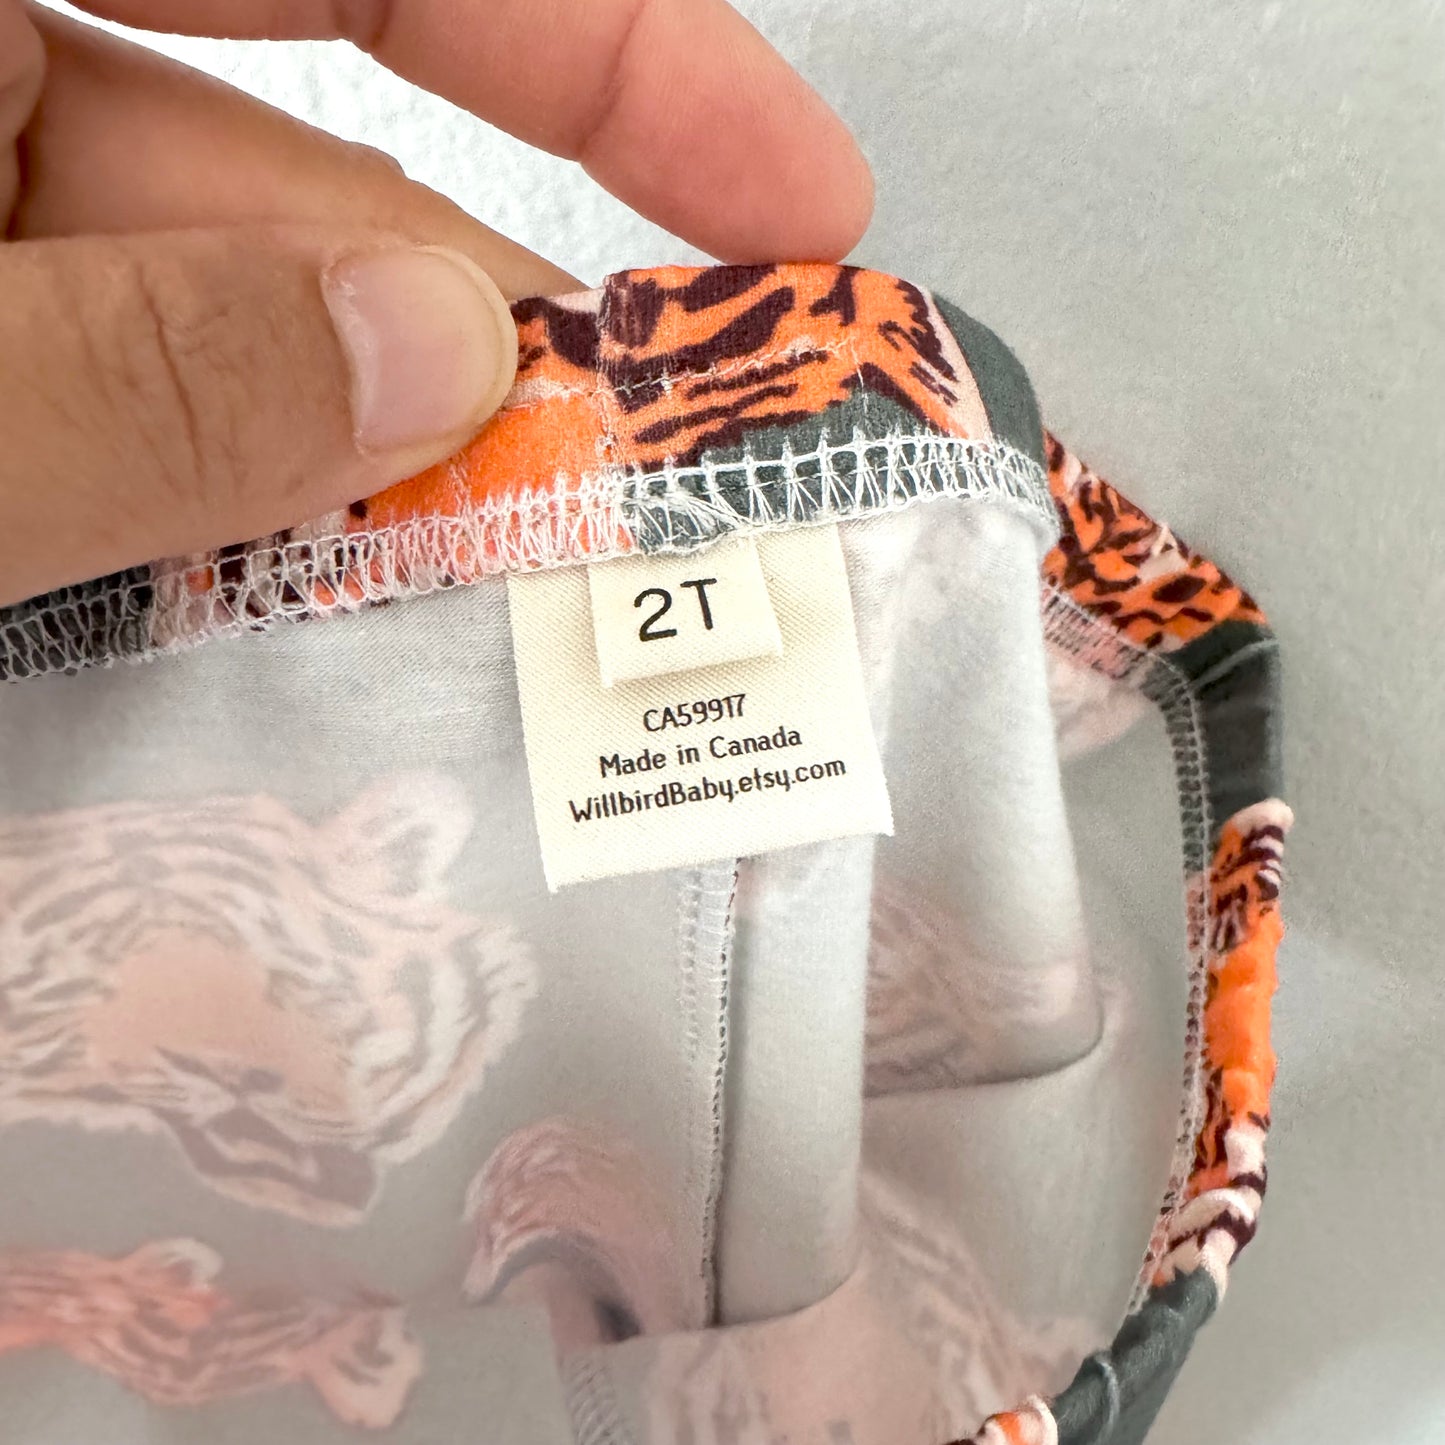 2T
CA59917
Made in Canada
WillbirdBaby.etsy.com